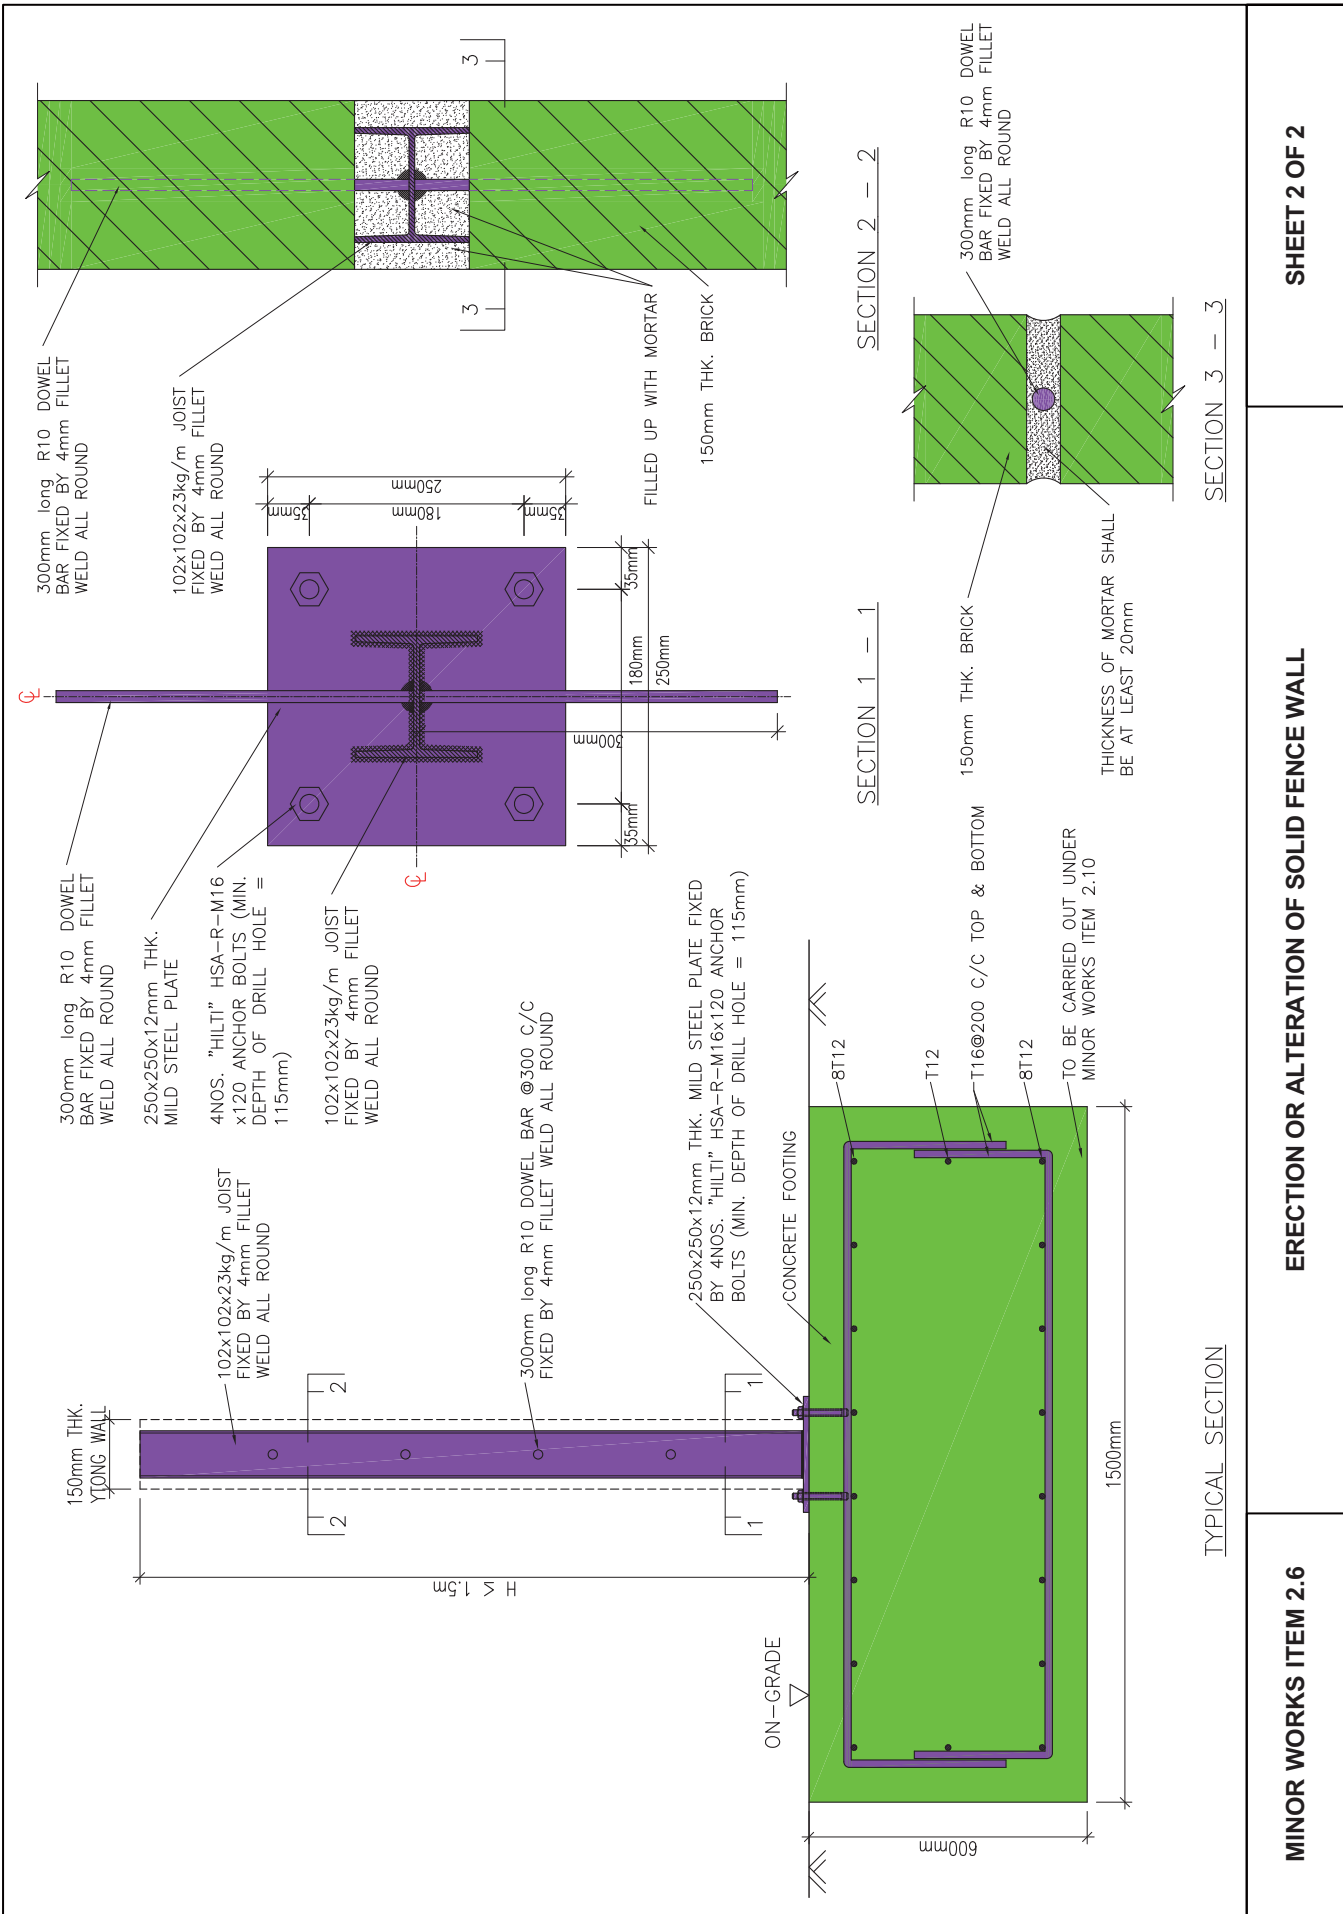 150mm THK.
YTONG WALL
102x102x23kg/m JOIST
FIXED BY 4mm FILLET
WELD ALL ROUND
2
2
H ≤ 1.5m
300mm long R10 DOWEL BAR @300 C/C
FIXED BY 4mm FILLET WELD ALL ROUND
1
1
250x250x12mm THK. MILD STEEL PLATE FIXED
BY 4NOS. "HILTI" HSA-R-M16x120 ANCHOR
BOLTS (MIN. DEPTH OF DRILL HOLE = 115mm)
ON-GRADE
CONCRETE FOOTING
8T12
T12
T16@200 C/C TOP & BOTTOM
8T12
TO BE CARRIED OUT UNDER
MINOR WORKS ITEM 2.10
600mm
1500mm
TYPICAL SECTION
300mm long R10 DOWEL
BAR FIXED BY 4mm FILLET
WELD ALL ROUND
250x250x12mm THK.
MILD STEEL PLATE
4NOS. "HILTI" HSA-R-M16
x120 ANCHOR BOLTS (MIN.
DEPTH OF DRILL HOLE =
115mm)
102x102x23kg/m JOIST
FIXED BY 4mm FILLET
WELD ALL ROUND
℄
℄
35mm
180mm
35mm
250mm
300mm
35mm
180mm
35mm
250mm
SECTION 1 - 1
300mm long R10 DOWEL
BAR FIXED BY 4mm FILLET
WELD ALL ROUND
102x102x23kg/m JOIST
FIXED BY 4mm FILLET
WELD ALL ROUND
3
3
FILLED UP WITH MORTAR
150mm THK. BRICK
SECTION 2 - 2
300mm long R10 DOWEL
BAR FIXED BY 4mm FILLET
WELD ALL ROUND
150mm THK. BRICK
THICKNESS OF MORTAR SHALL
BE AT LEAST 20mm
SECTION 3 - 3
MINOR WORKS ITEM 2.6
ERECTION OR ALTERATION OF SOLID FENCE WALL
SHEET 2 OF 2